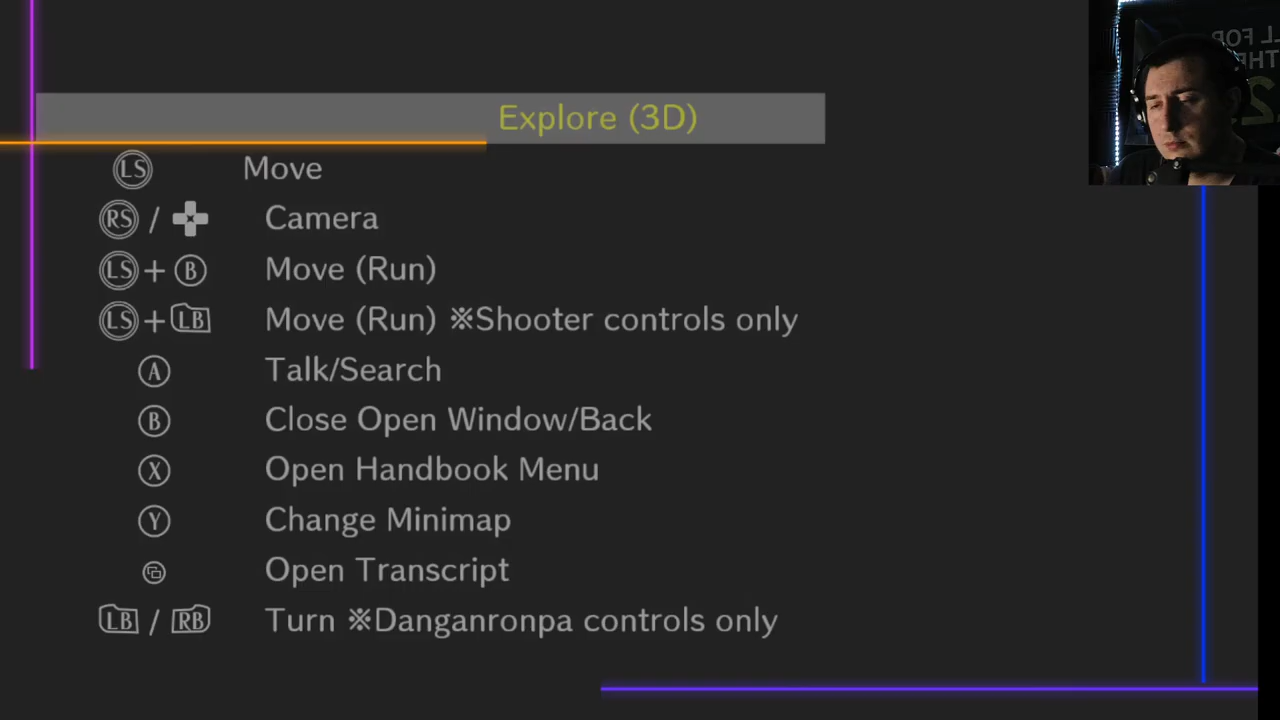 Explore (3D)
LS Move
RS / Camera
LS + B Move (Run)
LS + LB Move (Run) ※Shooter controls only
A Talk/Search
B Close Open Window/Back
X Open Handbook Menu
Y Change Minimap
Open Transcript
LB / RB Turn ※Danganronpa controls only